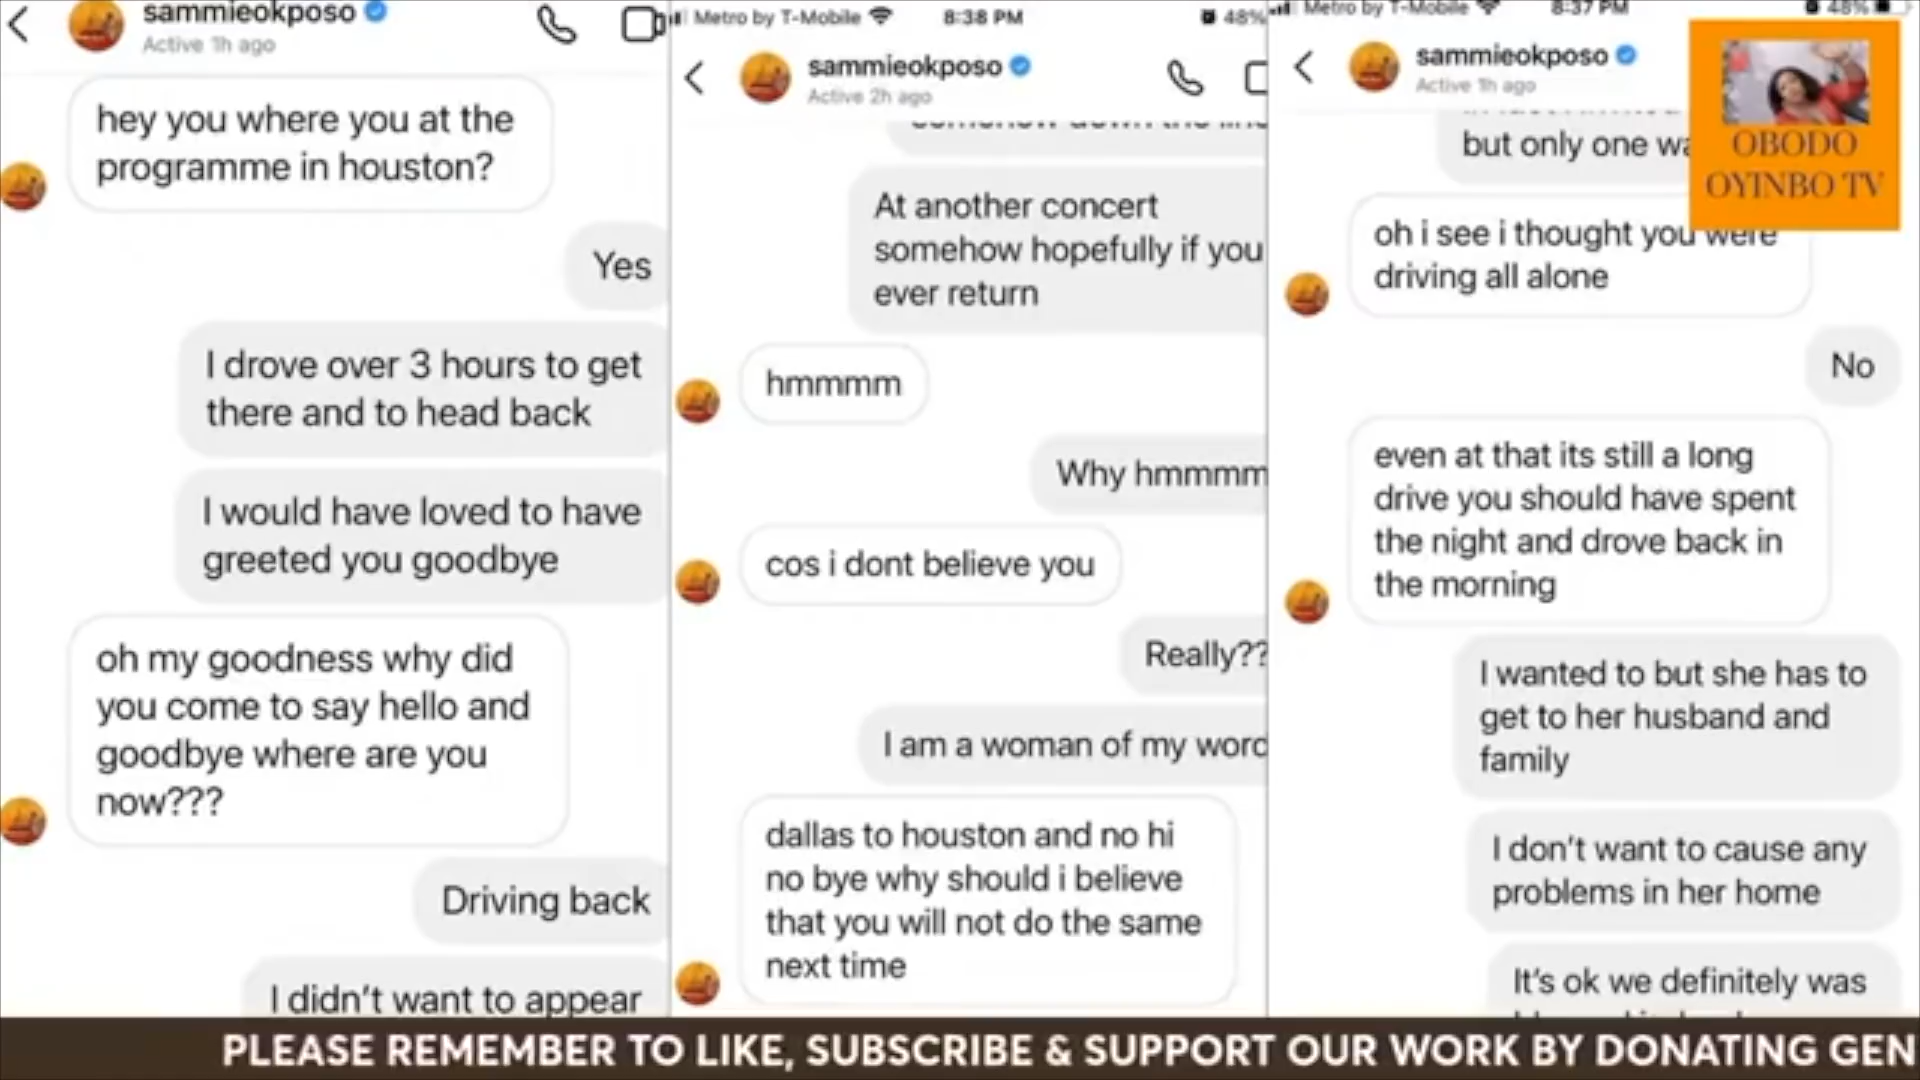 sammieokposo
Active 1h ago
hey you where you at the
programme in houston?
Yes
I drove over 3 hours to get
there and to head back
I would have loved to have
greeted you goodbye
oh my goodness why did
you come to say hello and
goodbye where are you
now???
Driving back
I didn't want to appear
Metro by T-Mobile 8:38 PM 48%
sammieokposo
Active 2h ago
somehow down the line
At another concert
somehow hopefully if you
ever return
hmmmm
Why hmmmm
cos i dont believe you
Really??
I am a woman of my word
dallas to houston and no hi
no bye why should i believe
that you will not do the same
next time
Metro by T-Mobile 8:37 PM 48%
sammieokposo
Active 1h ago
but only one wa
oh i see i thought you were
driving all alone
No
even at that its still a long
drive you should have spent
the night and drove back in
the morning
I wanted to but she has to
get to her husband and
family
I don't want to cause any
problems in her home
It's ok we definitely was
OBODO
OYINBO TV
PLEASE REMEMBER TO LIKE, SUBSCRIBE & SUPPORT OUR WORK BY DONATING GEN